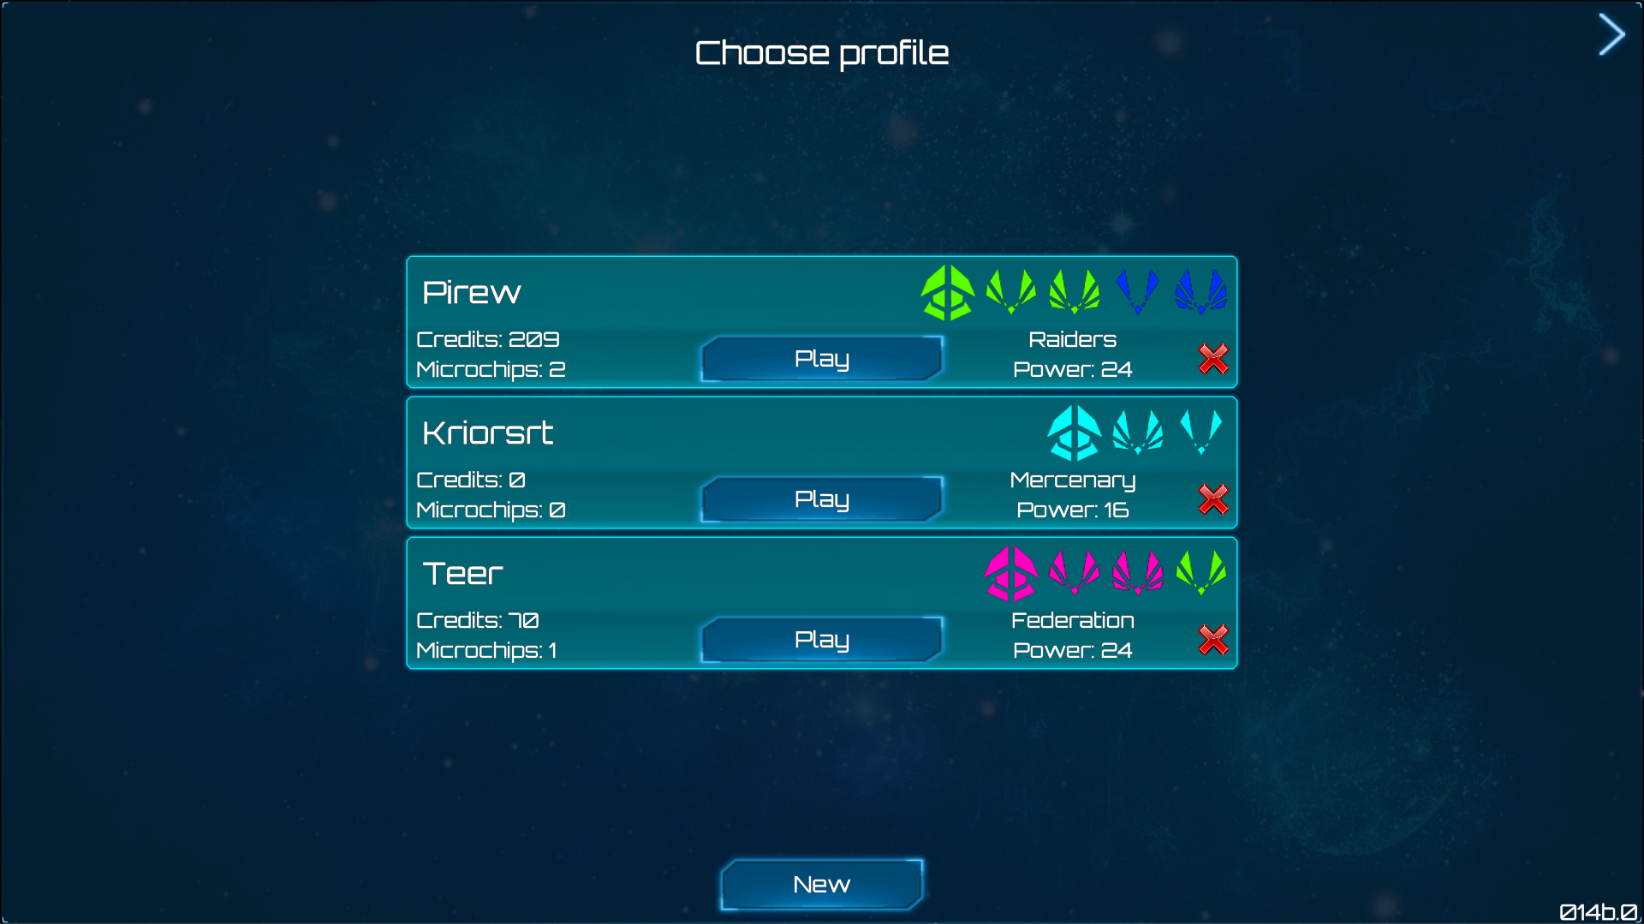 Choose profile
Pirew
Credits: 209
Microchips: 2
Play
Raiders
Power: 24
Kriorsrt
Credits: 0
Microchips: 0
Play
Mercenary
Power: 16
Teer
Credits: 70
Microchips: 1
Play
Federation
Power: 24
New
014b.0